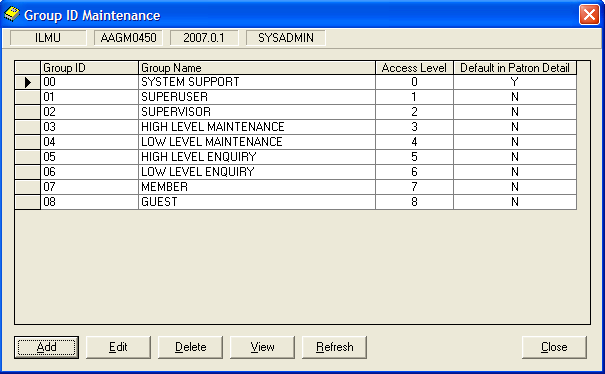 Group ID Maintenance
ILMU AAGM0450 2007.0.1 SYSADMIN
Group ID Group Name Access Level Default in Patron Detail
00 SYSTEM SUPPORT 0 Y
01 SUPERUSER 1 N
02 SUPERVISOR 2 N
03 HIGH LEVEL MAINTENANCE 3 N
04 LOW LEVEL MAINTENANCE 4 N
05 HIGH LEVEL ENQUIRY 5 N
06 LOW LEVEL ENQUIRY 6 N
07 MEMBER 7 N
08 GUEST 8 N
Add Edit Delete View Refresh Close